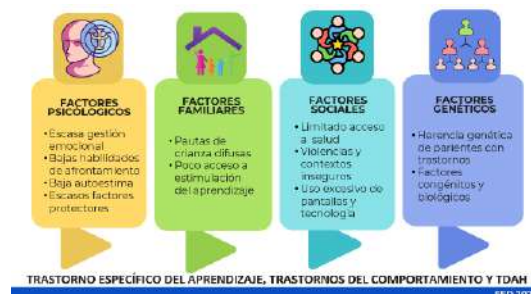 FACTORES
PSICOLÓGICOS
• Escasa gestión
emocional
• Bajas habilidades
de afrontamiento
• Baja autoestima
• Escasos factores
protectores
FACTORES
FAMILIARES
• Pautas de
crianza difusas
• Poco acceso a
estimulación
del aprendizaje
FACTORES
SOCIALES
• Limitado acceso
a salud
• Violencias y
contextos
inseguros
• Uso excesivo de
pantallas y
tecnología
FACTORES
GENÉTICOS
• Herencia genética
de parientes con
trastornos
• Factores
congénitos y
biológicos
TRASTORNO ESPECÍFICO DEL APRENDIZAJE, TRASTORNOS DEL COMPORTAMIENTO Y TDAH